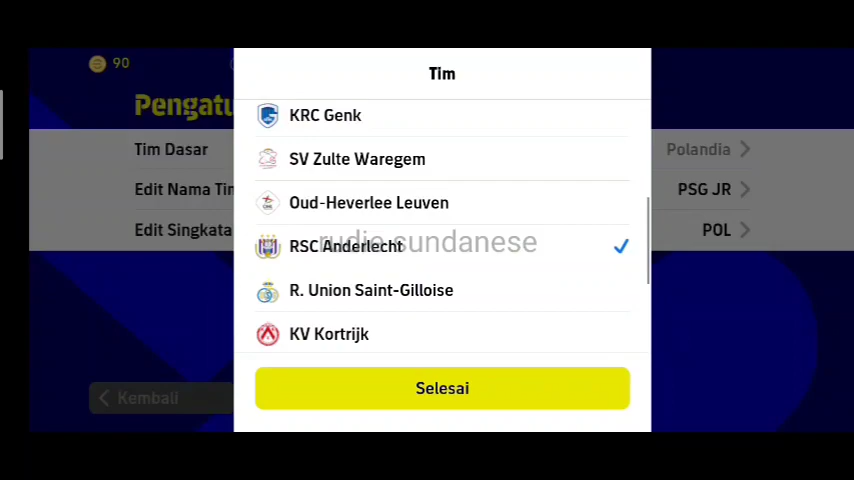 90
Tim
Pengatu
KRC Genk
Tim Dasar
Polandia
SV Zulte Waregem
Edit Nama Tin
PSG JR
Oud-Heverlee Leuven
Edit Singkata
POL
RSC Anderlecht
rudie sundanese
R. Union Saint-Gilloise
KV Kortrijk
Selesai
Kembali